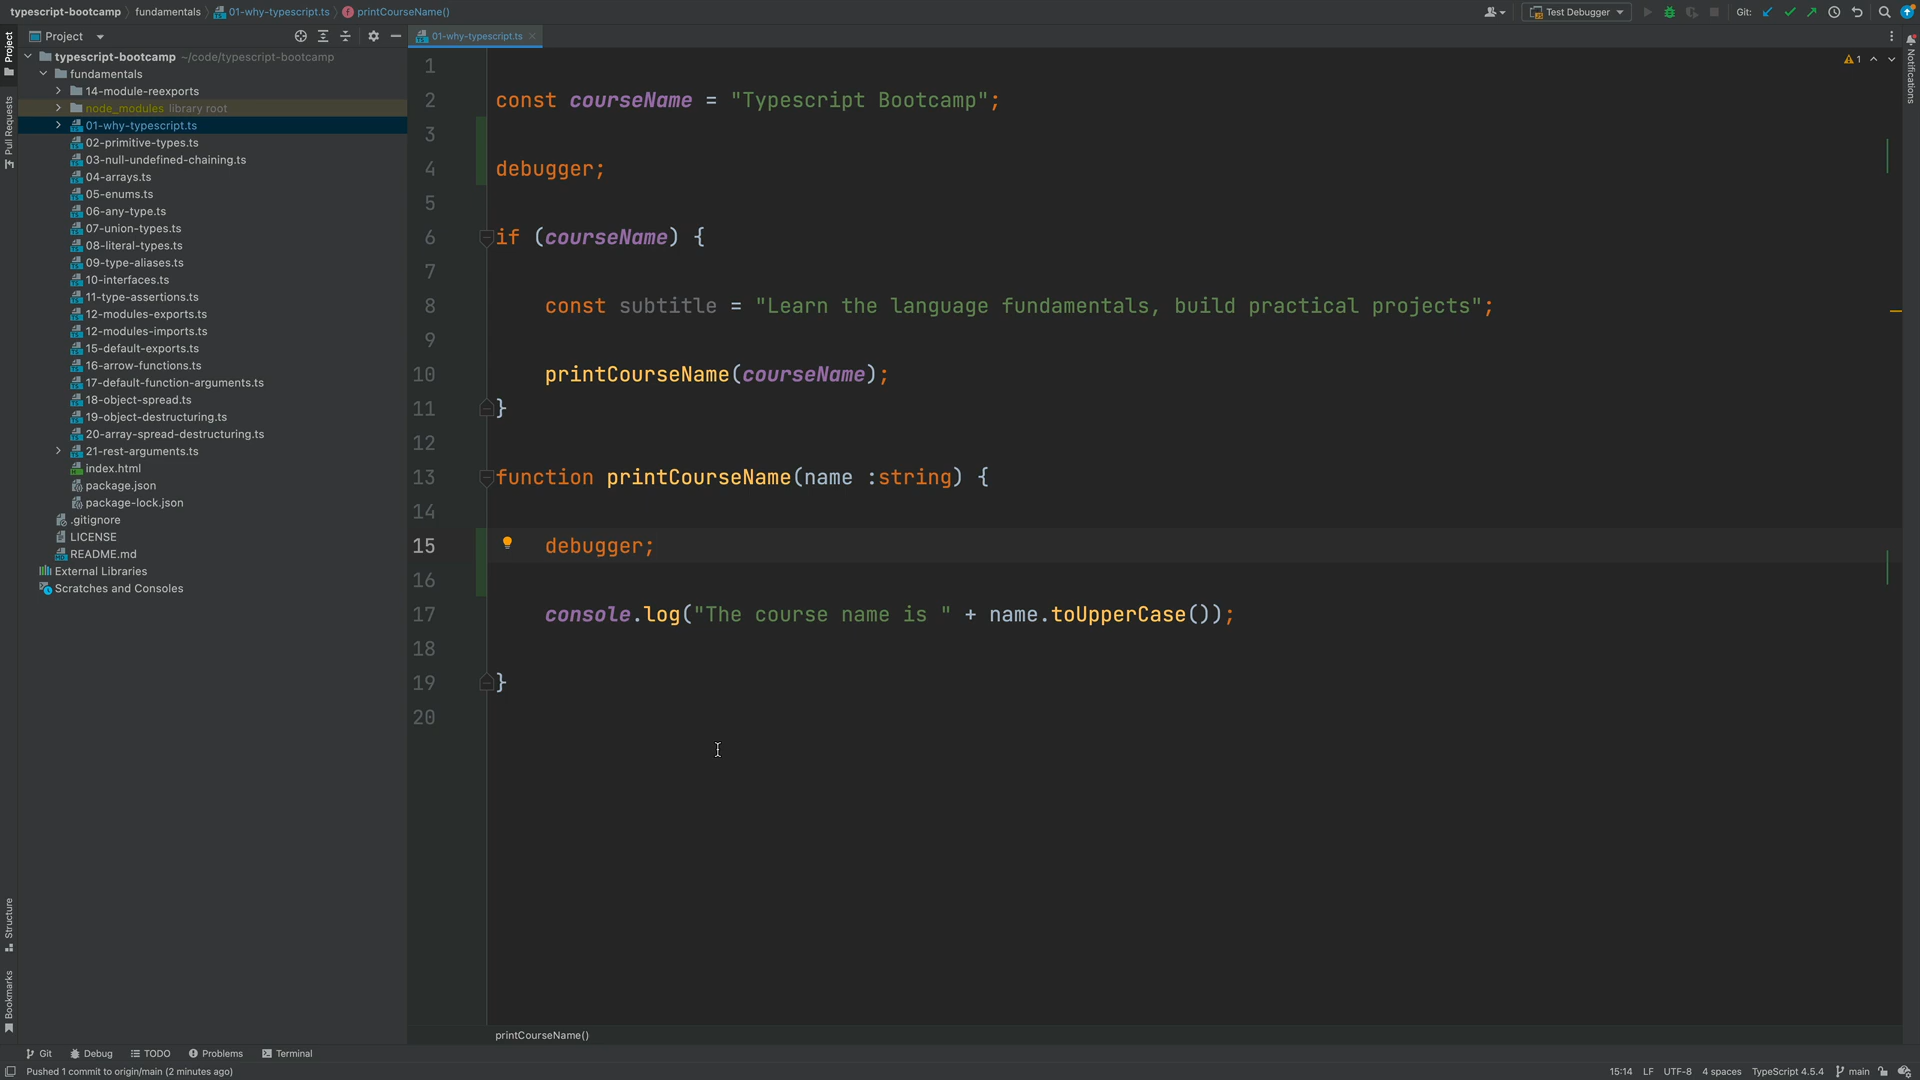 typescript-bootcamp fundamentals 01-why-typescript.ts printCourseName()
Test Debugger Git:
Project
01-why-typescript.ts
typescript-bootcamp ~/code/typescript-bootcamp
fundamentals
14-module-reexports
node_modules library root
01-why-typescript.ts
02-primitive-types.ts
03-null-undefined-chaining.ts
04-arrays.ts
05-enums.ts
06-any-type.ts
07-union-types.ts
08-literal-types.ts
09-type-aliases.ts
10-interfaces.ts
11-type-assertions.ts
12-modules-exports.ts
12-modules-imports.ts
15-default-exports.ts
16-arrow-functions.ts
17-default-function-arguments.ts
18-object-spread.ts
19-object-destructuring.ts
20-array-spread-destructuring.ts
21-rest-arguments.ts
index.html
package.json
package-lock.json
.gitignore
LICENSE
README.md
External Libraries
Scratches and Consoles
Project
Pull Requests
Structure
Bookmarks
1
2 const courseName = "Typescript Bootcamp";
3
4 debugger;
5
6 if (courseName) {
7
8 const subtitle = "Learn the language fundamentals, build practical projects";
9
10 printCourseName(courseName);
11 }
12
13 function printCourseName(name :string) {
14
15 debugger;
16
17 console.log("The course name is " + name.toUpperCase());
18
19 }
20
1
Notifications
printCourseName()
Git Debug TODO Problems Terminal
Pushed 1 commit to origin/main (2 minutes ago)
15:14 LF UTF-8 4 spaces TypeScript 4.5.4 main